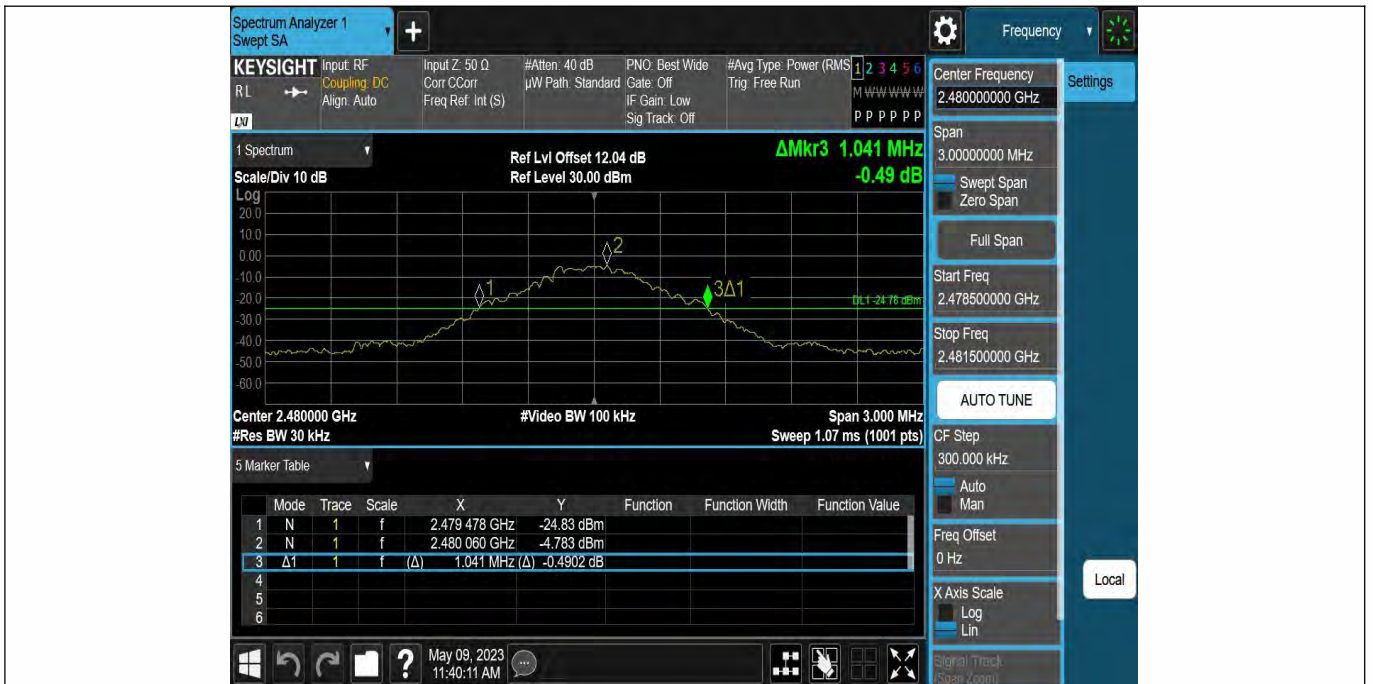 Spectrum Analyzer 1
Swept SA
+
Frequency
KEYSIGHT
RL
LXI
Input: RF
Coupling: DC
Align: Auto
Input Z: 50 Ω
Corr CCorr
Freq Ref: Int (S)
#Atten: 40 dB
µW Path: Standard
PNO: Best Wide
Gate: Off
IF Gain: Low
Sig Track: Off
#Avg Type: Power (RMS
Trig: Free Run
1 2 3 4 5 6
M W W W W W
P P P P P P
1 Spectrum
Scale/Div 10 dB
Ref Lvl Offset 12.04 dB
Ref Level 30.00 dBm
ΔMkr3 1.041 MHz
-0.49 dB
Log
20.0
10.0
0.00
-10.0
-20.0
-30.0
-40.0
-50.0
-60.0
1
2
3Δ1
DL1 -24.78 dBm
Center 2.480000 GHz
#Video BW 100 kHz
Span 3.000 MHz
#Res BW 30 kHz
Sweep 1.07 ms (1001 pts)
5 Marker Table
Mode Trace Scale X Y Function Function Width Function Value
1 N 1 f 2.479 478 GHz -24.83 dBm
2 N 1 f 2.480 060 GHz -4.783 dBm
3 Δ1 1 f (Δ) 1.041 MHz (Δ) -0.4902 dB
4
5
6
Center Frequency
2.480000000 GHz
Settings
Span
3.00000000 MHz
Swept Span
Zero Span
Full Span
Start Freq
2.478500000 GHz
Stop Freq
2.481500000 GHz
AUTO TUNE
CF Step
300.000 kHz
Auto
Man
Freq Offset
0 Hz
X Axis Scale
Log
Lin
Signal Track
(Span Zoom)
Local
?
May 09, 2023
11:40:11 AM